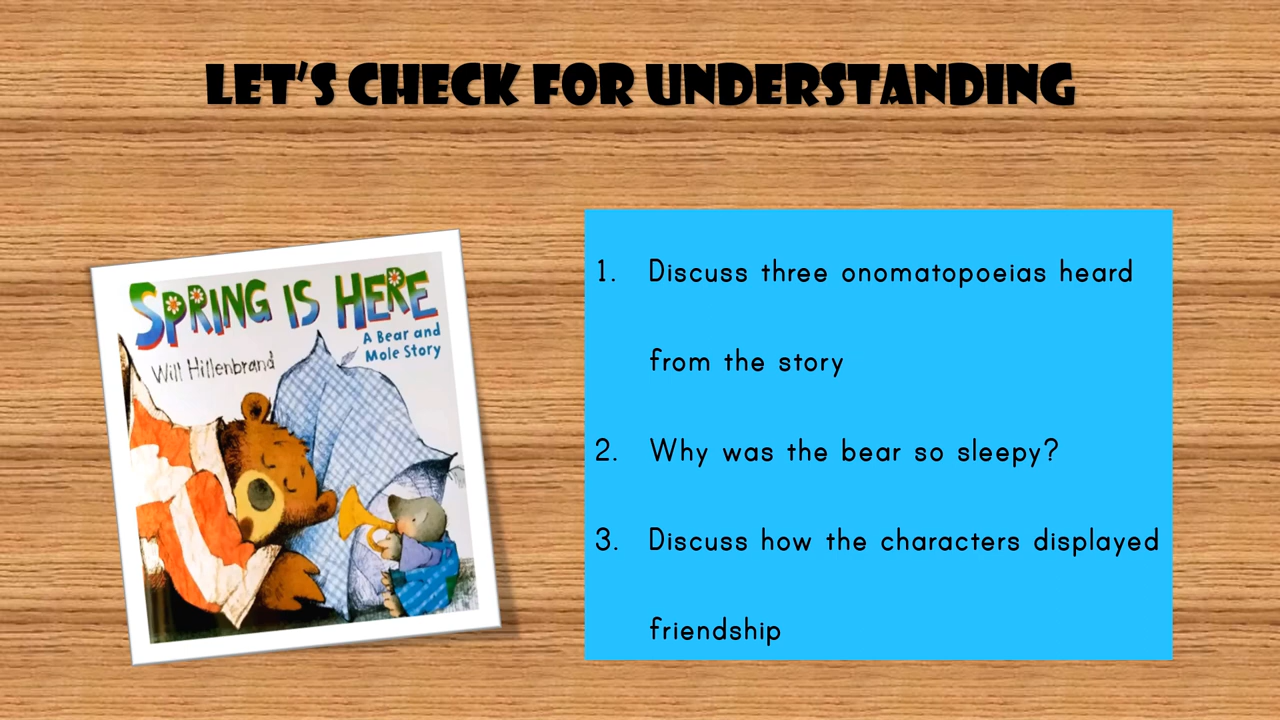 LET'S CHECK FOR UNDERSTANDING
SPRING IS HERE
A Bear and
Mole Story
Will Hillenbrand
1. Discuss three onomatopoeias heard
from the story
2. Why was the bear so sleepy?
3. Discuss how the characters displayed
friendship